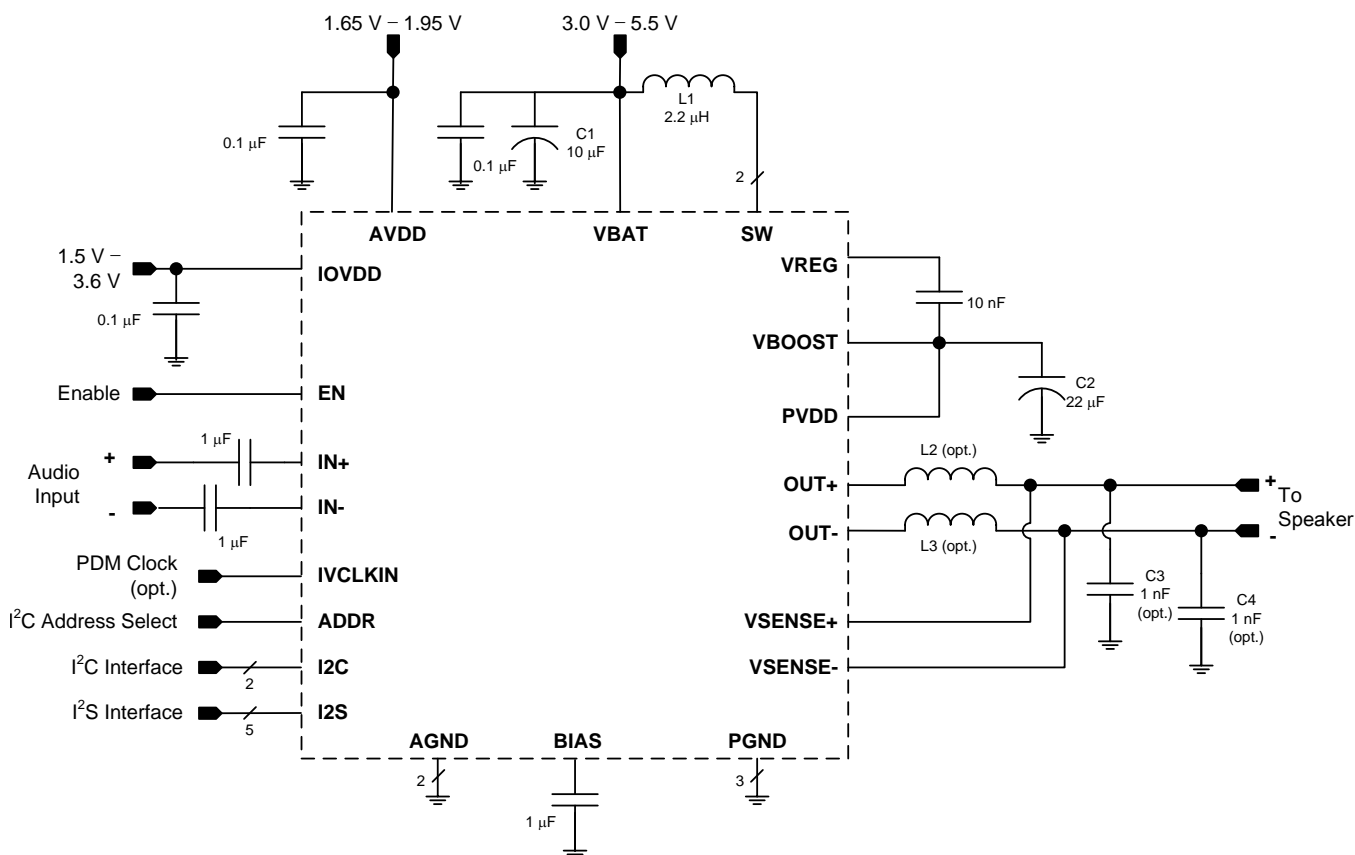 1.65 V – 1.95 V
3.0 V – 5.5 V
L1
2.2 μH
0.1 μF
0.1 μF
C1
10 μF
2
AVDD
VBAT
SW
1.5 V –
3.6 V
IOVDD
0.1 μF
VREG
10 nF
VBOOST
C2
22 μF
PVDD
Enable
EN
1 μF
Audio
Input
+
IN+
-
IN-
1 μF
L2 (opt.)
OUT+
OUT-
L3 (opt.)
+
To
Speaker
-
PDM Clock
(opt.)
IVCLKIN
C3
1 nF
(opt.)
C4
1 nF
(opt.)
I²C Address Select
ADDR
VSENSE+
I²C Interface
2
I2C
VSENSE-
I²S Interface
5
I2S
AGND
BIAS
PGND
2
3
1 μF